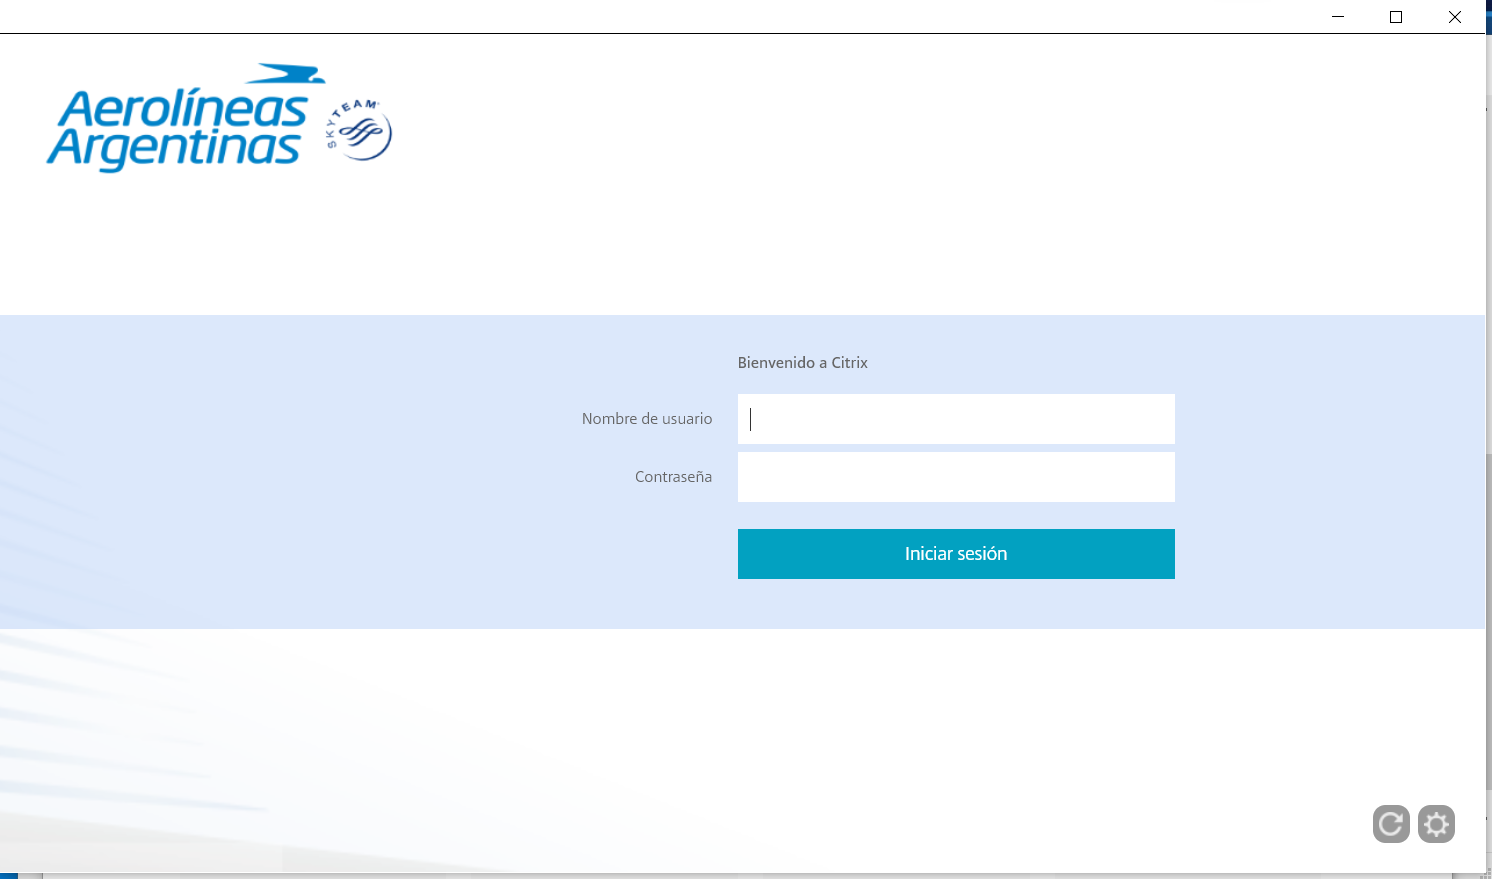 Aerolíneas
Argentinas
SKYTEAM
Bienvenido a Citrix
Nombre de usuario
Contraseña
Iniciar sesión